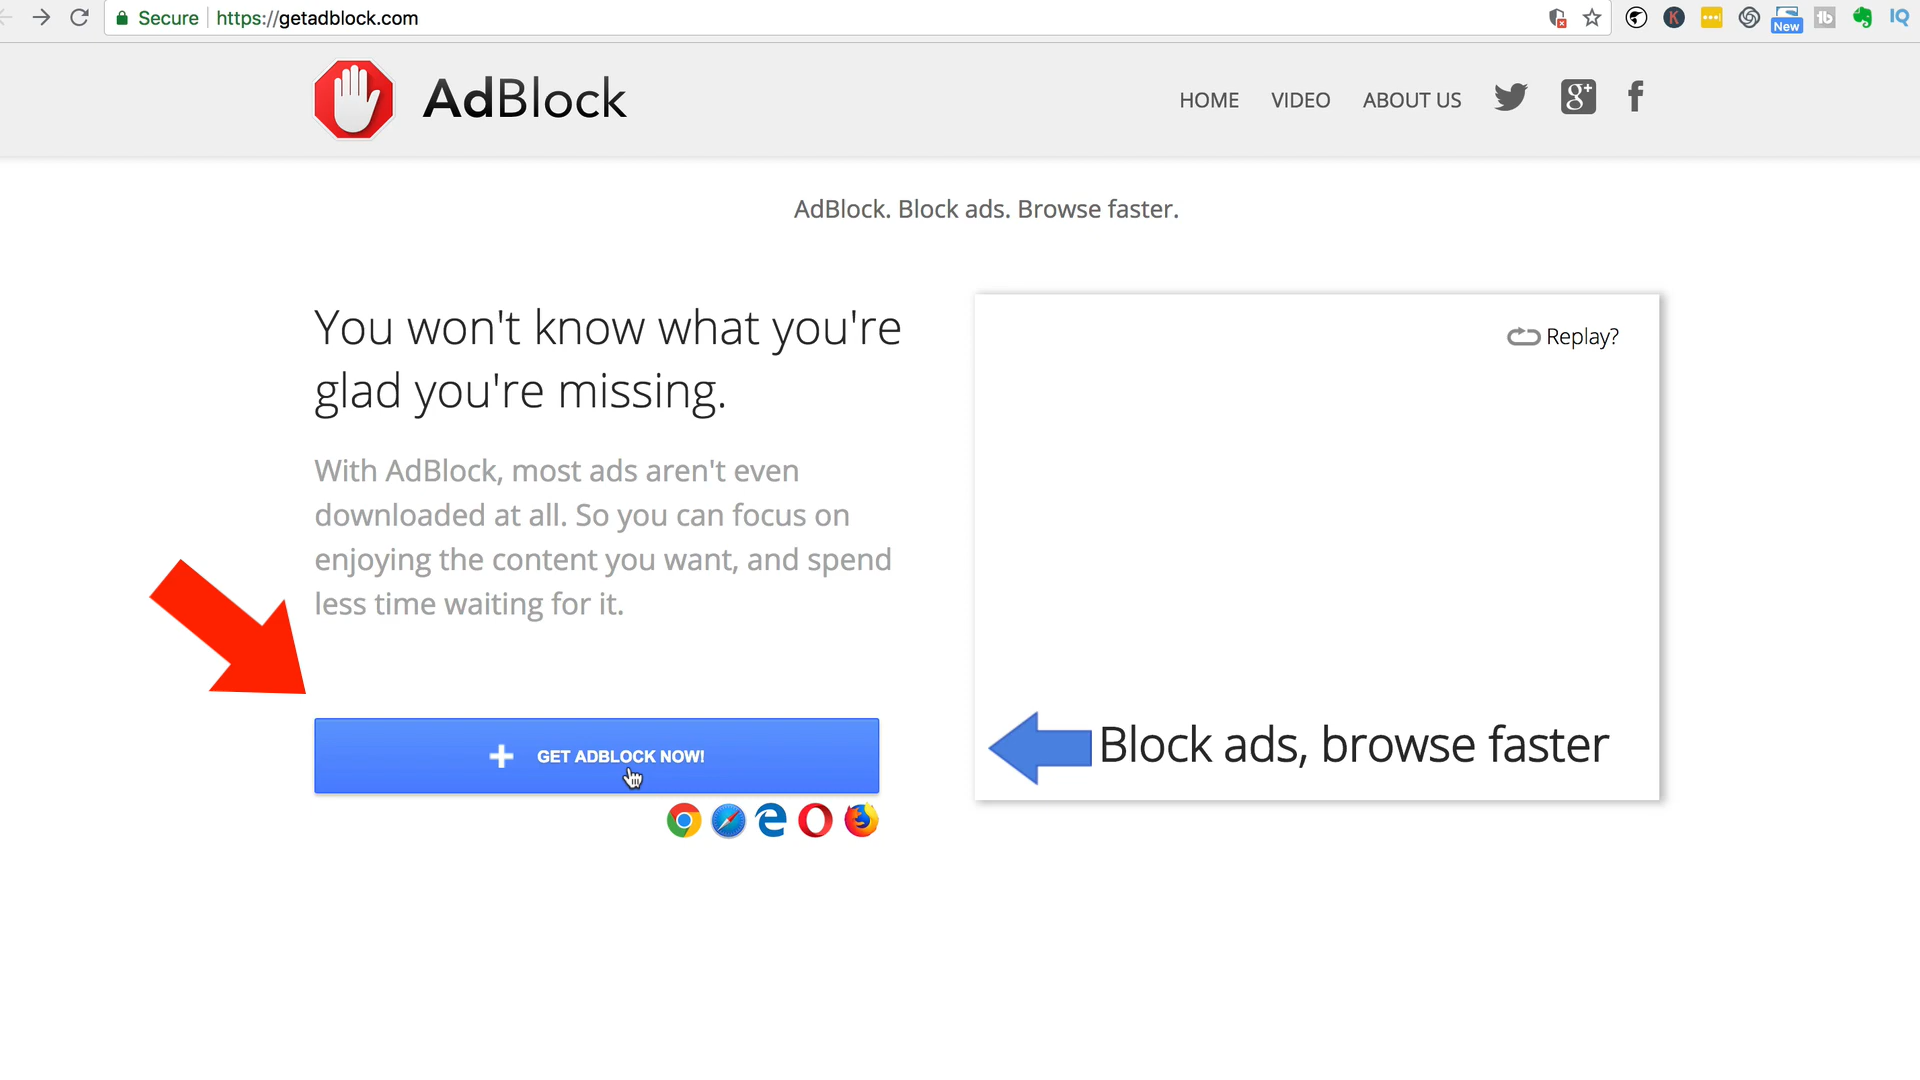 Secure https://getadblock.com
K
New
tb
IQ
AdBlock
HOME VIDEO ABOUT US g+ f
AdBlock. Block ads. Browse faster.
You won't know what you're
glad you're missing.
With AdBlock, most ads aren't even
downloaded at all. So you can focus on
enjoying the content you want, and spend
less time waiting for it.
GET ADBLOCK NOW!
Replay?
Block ads, browse faster